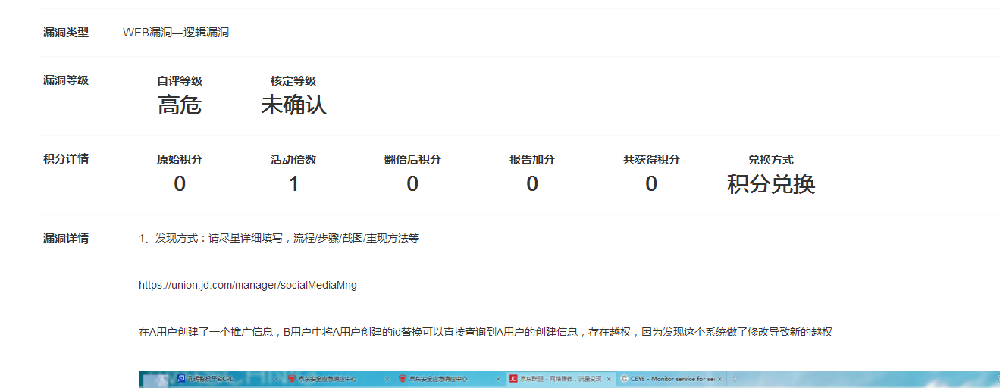 漏洞类型 WEB漏洞—逻辑漏洞
漏洞等级 自评等级 核定等级
高危 未确认
积分详情 原始积分 活动倍数 翻倍后积分 报告加分 共获得积分 兑换方式
0 1 0 0 0 积分兑换
漏洞详情 1、发现方式：请尽量详细填写，流程/步骤/截图/重现方法等
https://union.jd.com/manager/socialMediaMng
在A用户创建了一个推广信息，B用户中将A用户创建的id替换可以直接查询到A用户的创建信息，存在越权，因为发现这个系统做了修改导致新的越权
孔明智投平台CPD 京东安全应急响应中心 京东安全应急响应中心 京东联盟 - 网络赚钱，流量变现 CEYE - Monitor service for se